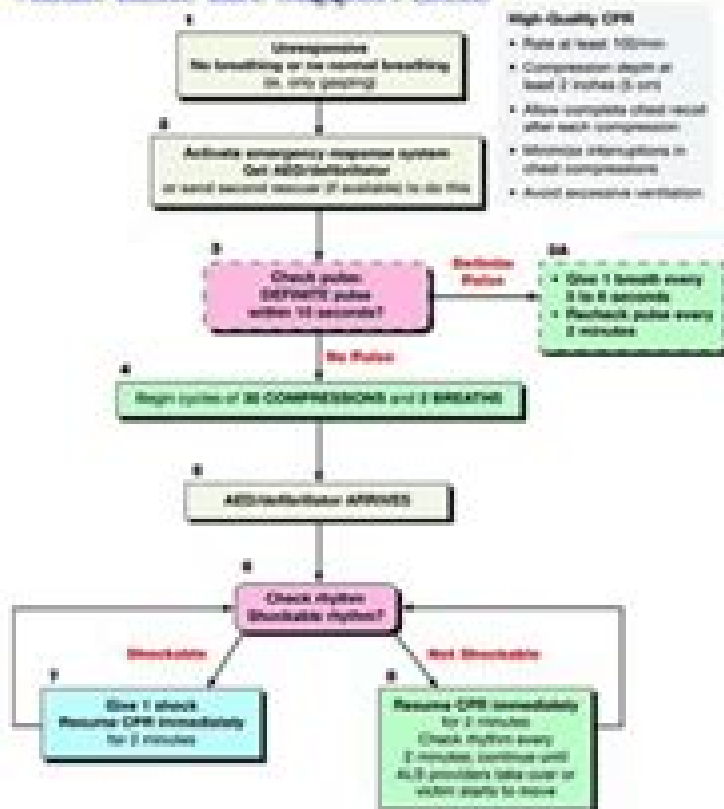 1
Unresponsive
No breathing or no normal breathing
(ie, only gasping)
High-Quality CPR
• Rate at least 100/min
• Compression depth at
least 2 inches (5 cm)
• Allow complete chest recoil
after each compression
• Minimize interruptions in
chest compressions
• Avoid excessive ventilation
2
Activate emergency response system
Get AED/defibrillator
or send second rescuer (if available) to do this
3
Check pulse:
DEFINITE pulse
within 10 seconds?
Definite
Pulse
3A
• Give 1 breath every
5 to 6 seconds
• Recheck pulse every
2 minutes
No Pulse
4
Begin cycles of 30 COMPRESSIONS and 2 BREATHS
5
AED/defibrillator ARRIVES
6
Check rhythm
Shockable rhythm?
Shockable
Not Shockable
7
Give 1 shock
Resume CPR immediately
for 2 minutes
8
Resume CPR immediately
for 2 minutes
Check rhythm every
2 minutes; continue until
ALS providers take over or
victim starts to move